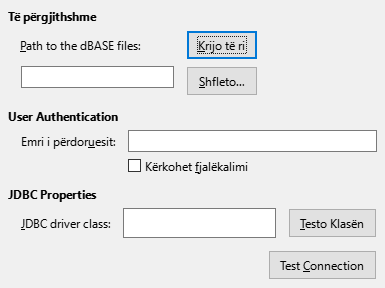 Të përgjithshme
Path to the dBASE files:
Krijo të ri
Shfleto...
User Authentication
Emri i përdoruesit:
Kërkohet fjalëkalimi
JDBC Properties
JDBC driver class:
Testo Klasën
Test Connection